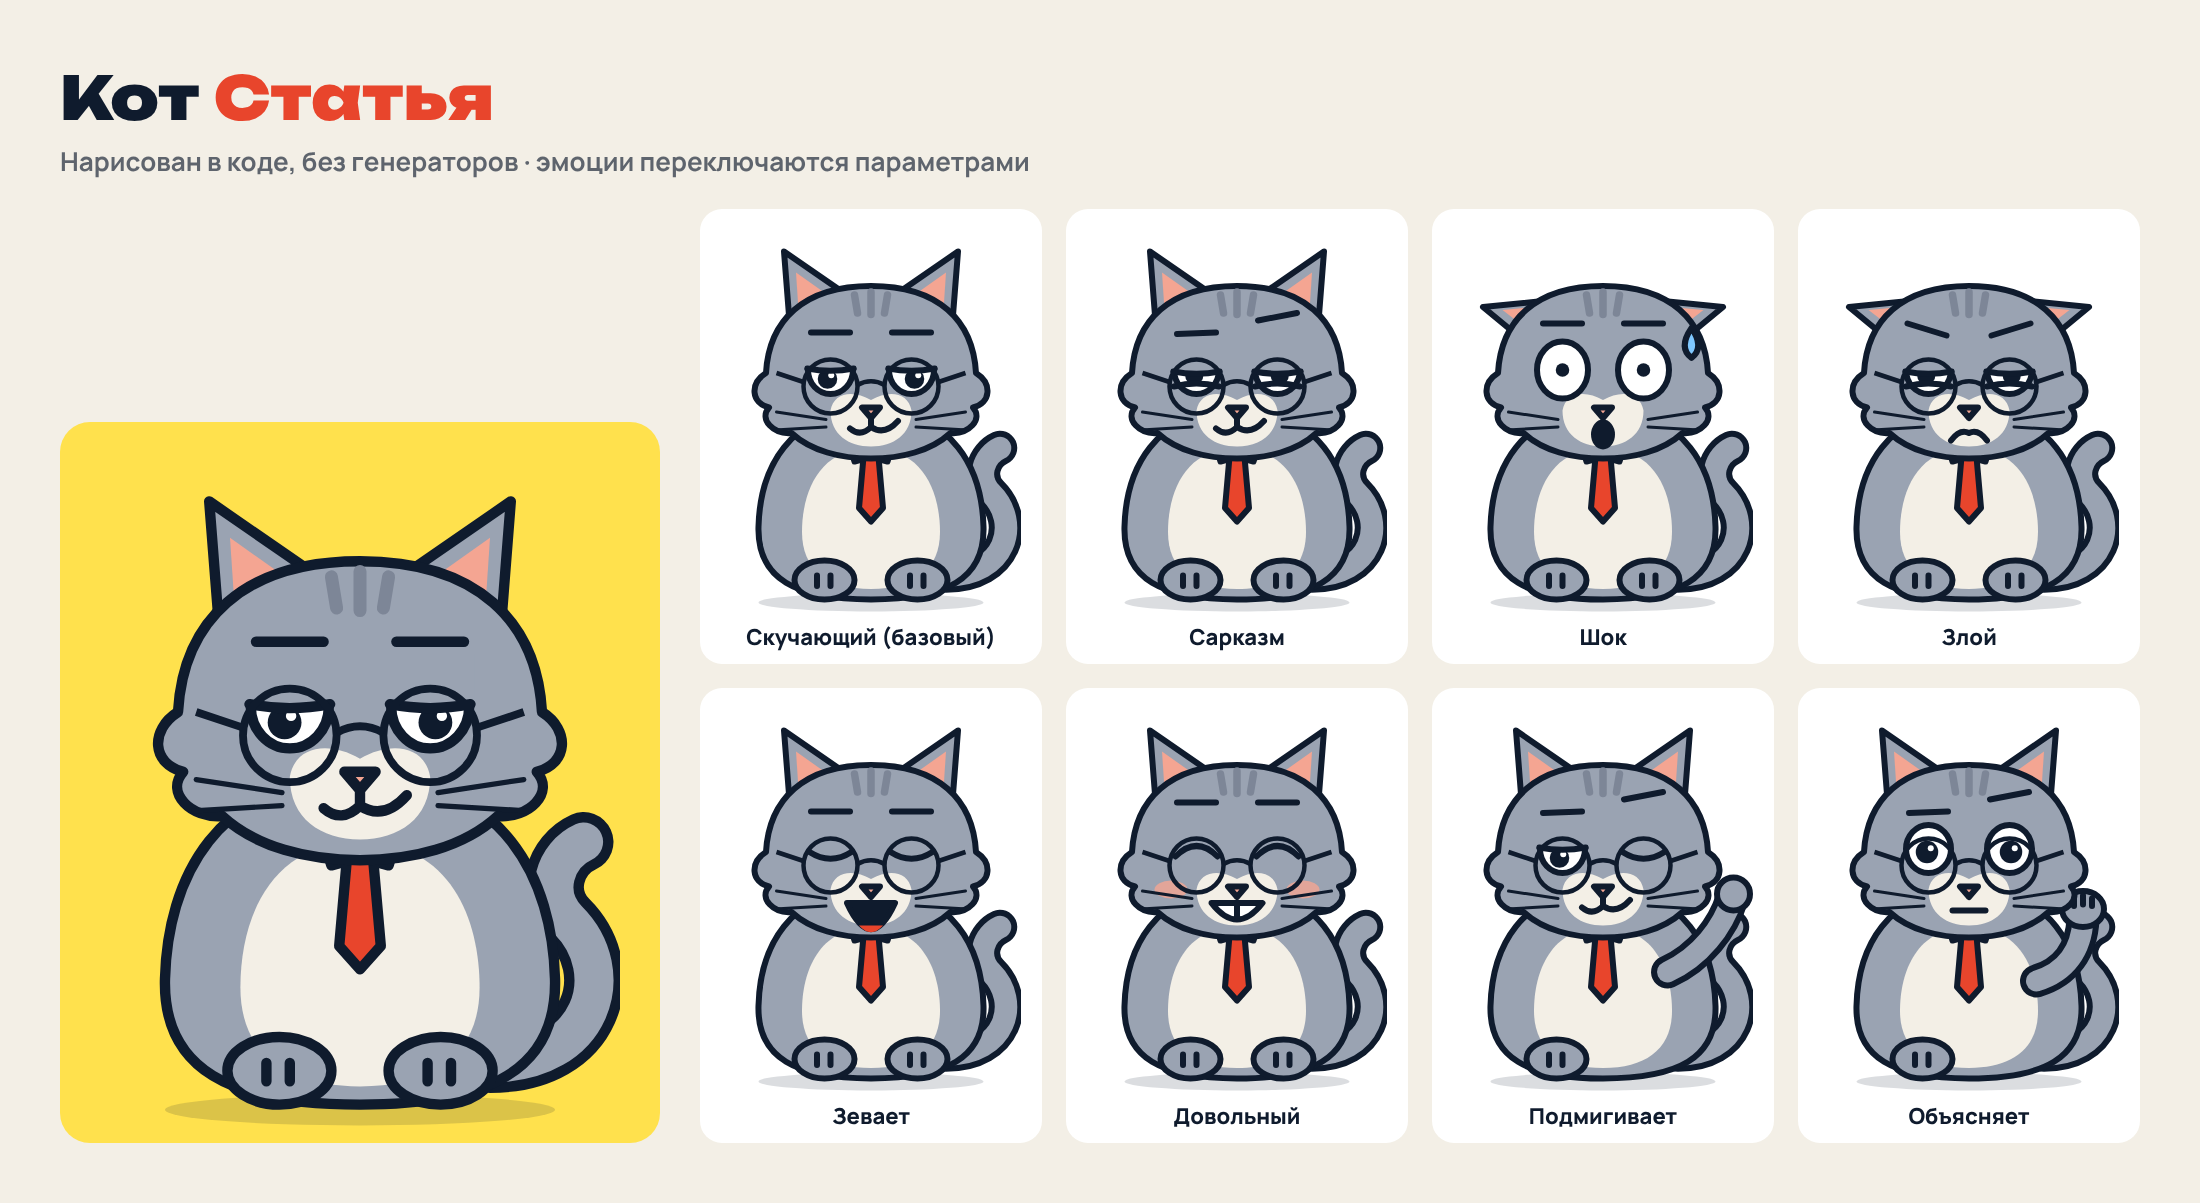 Кот Статья
Нарисован в коде, без генераторов · эмоции переключаются параметрами
Скучающий (базовый)
Сарказм
Шок
Злой
Зевает
Довольный
Подмигивает
Объясняет